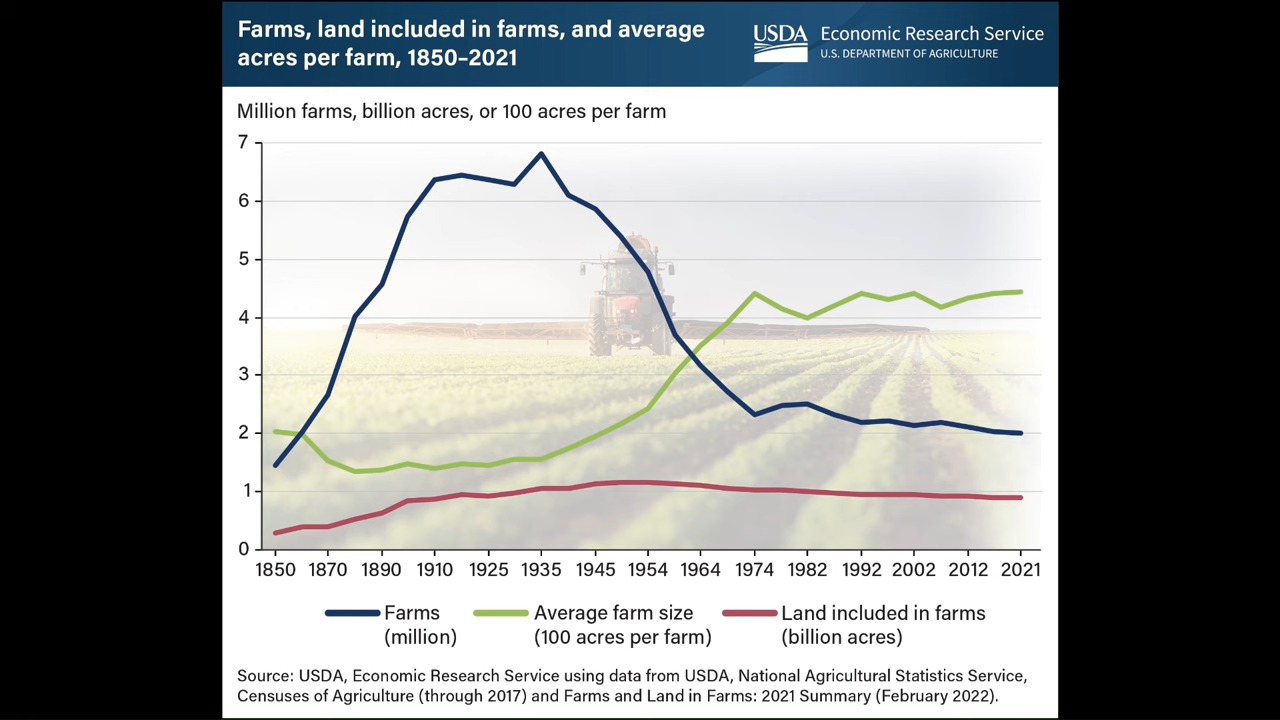 Farms, land included in farms, and average
acres per farm, 1850–2021
USDA
Economic Research Service
U.S. DEPARTMENT OF AGRICULTURE
Million farms, billion acres, or 100 acres per farm
7
6
5
4
3
2
1
0
1850 1870 1890 1910 1925 1935 1945 1954 1964 1974 1982 1992 2002 2012 2021
Farms
(million)
Average farm size
(100 acres per farm)
Land included in farms
(billion acres)
Source: USDA, Economic Research Service using data from USDA, National Agricultural Statistics Service,
Censuses of Agriculture (through 2017) and Farms and Land in Farms: 2021 Summary (February 2022).